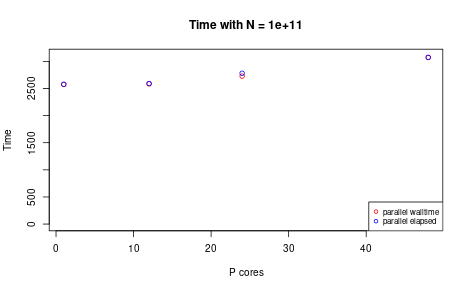 Time with N = 1e+11
Time
0
500
1500
2500
0
10
20
30
40
P cores
parallel walltime
parallel elapsed